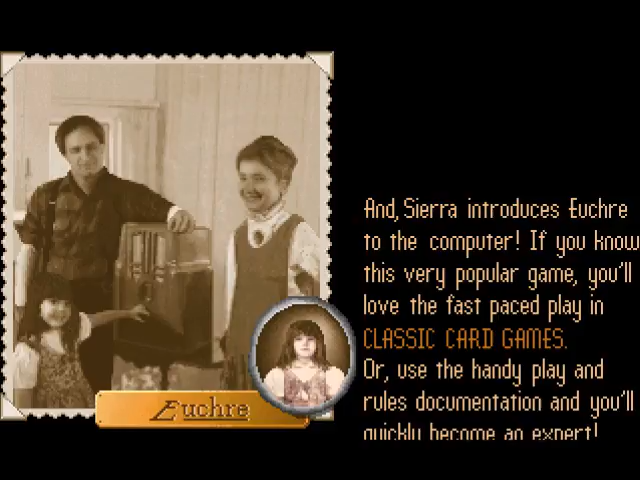 And, Sierra introduces Euchre
to the computer! If you know
this very popular game, you'll
love the fast paced play in
CLASSIC CARD GAMES.
Or, use the handy play and
rules documentation and you'll
quickly become an expert!
Euchre